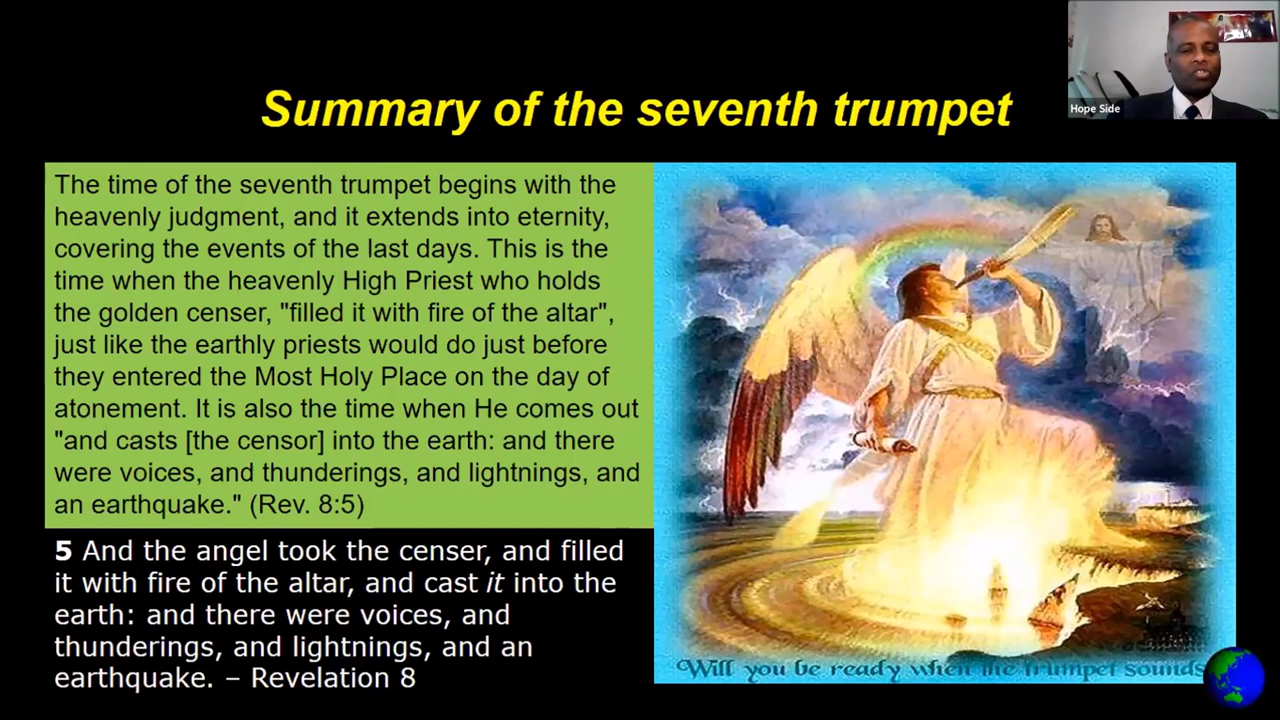 Hope Side
Summary of the seventh trumpet
The time of the seventh trumpet begins with the
heavenly judgment, and it extends into eternity,
covering the events of the last days. This is the
time when the heavenly High Priest who holds
the golden censer, "filled it with fire of the altar",
just like the earthly priests would do just before
they entered the Most Holy Place on the day of
atonement. It is also the time when He comes out
"and casts [the censor] into the earth: and there
were voices, and thunderings, and lightnings, and
an earthquake." (Rev. 8:5)
5 And the angel took the censer, and filled
it with fire of the altar, and cast it into the
earth: and there were voices, and
thunderings, and lightnings, and an
earthquake. – Revelation 8
Will you be ready when the trumpet sounds